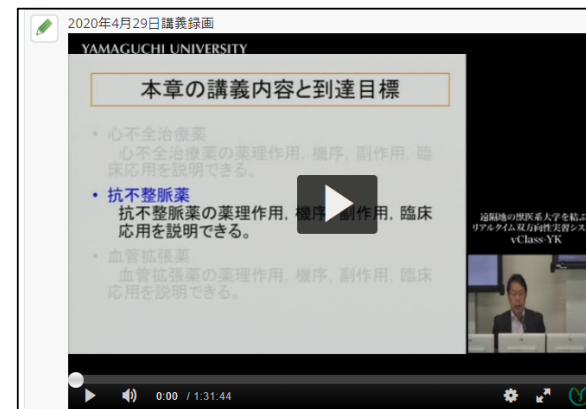 2020年4月29日講義録画
YAMAGUCHI UNIVERSITY
本章の講義内容と到達目標
• 心不全治療薬
心不全治療薬の薬理作用，機序，副作用，臨
床応用を説明できる。
• 抗不整脈薬
抗不整脈薬の薬理作用，機序，副作用，臨床
応用を説明できる。
• 血管拡張薬
血管拡張薬の薬理作用，機序，副作用，臨床
応用を説明できる。
遠隔地の獣医系大学を結ぶ
リアルタイム双方向性実習シス
vClass-YK
0:00 / 1:31:44